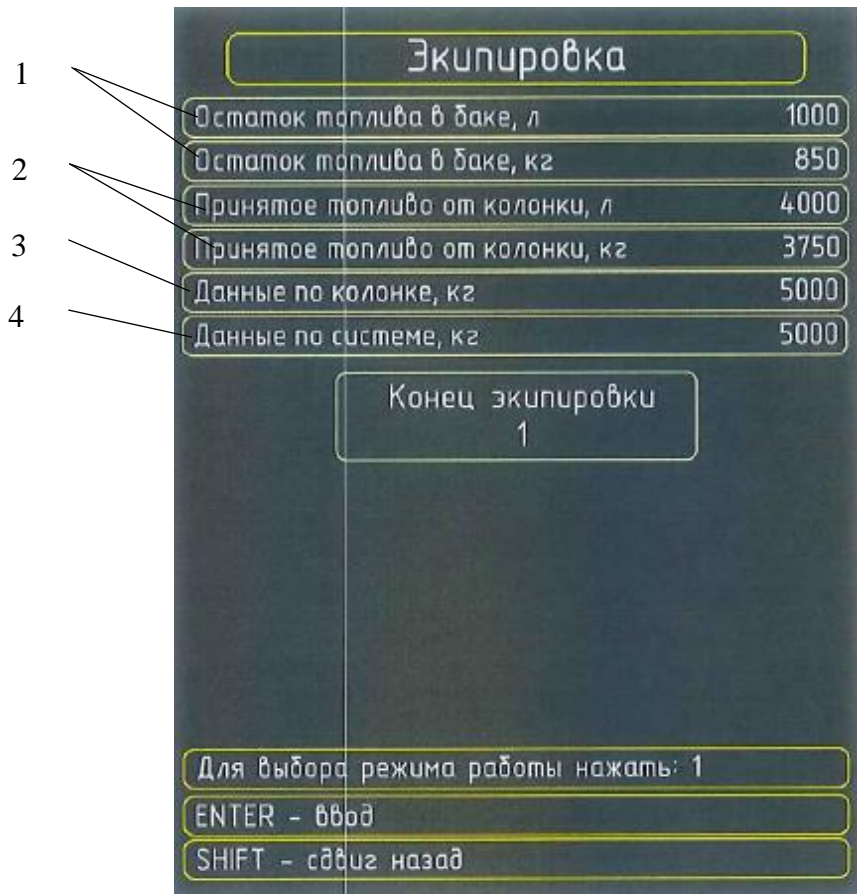 Экипировка
1
Остаток топлива в баке, л 1000
Остаток топлива в баке, кг 850
2
Принятое топливо от колонки, л 4000
Принятое топливо от колонки, кг 3750
3
Данные по колонке, кг 5000
4
Данные по системе, кг 5000
Конец экипировки
1
Для выбора режима работы нажать: 1
ENTER - ввод
SHIFT - сдвиг назад